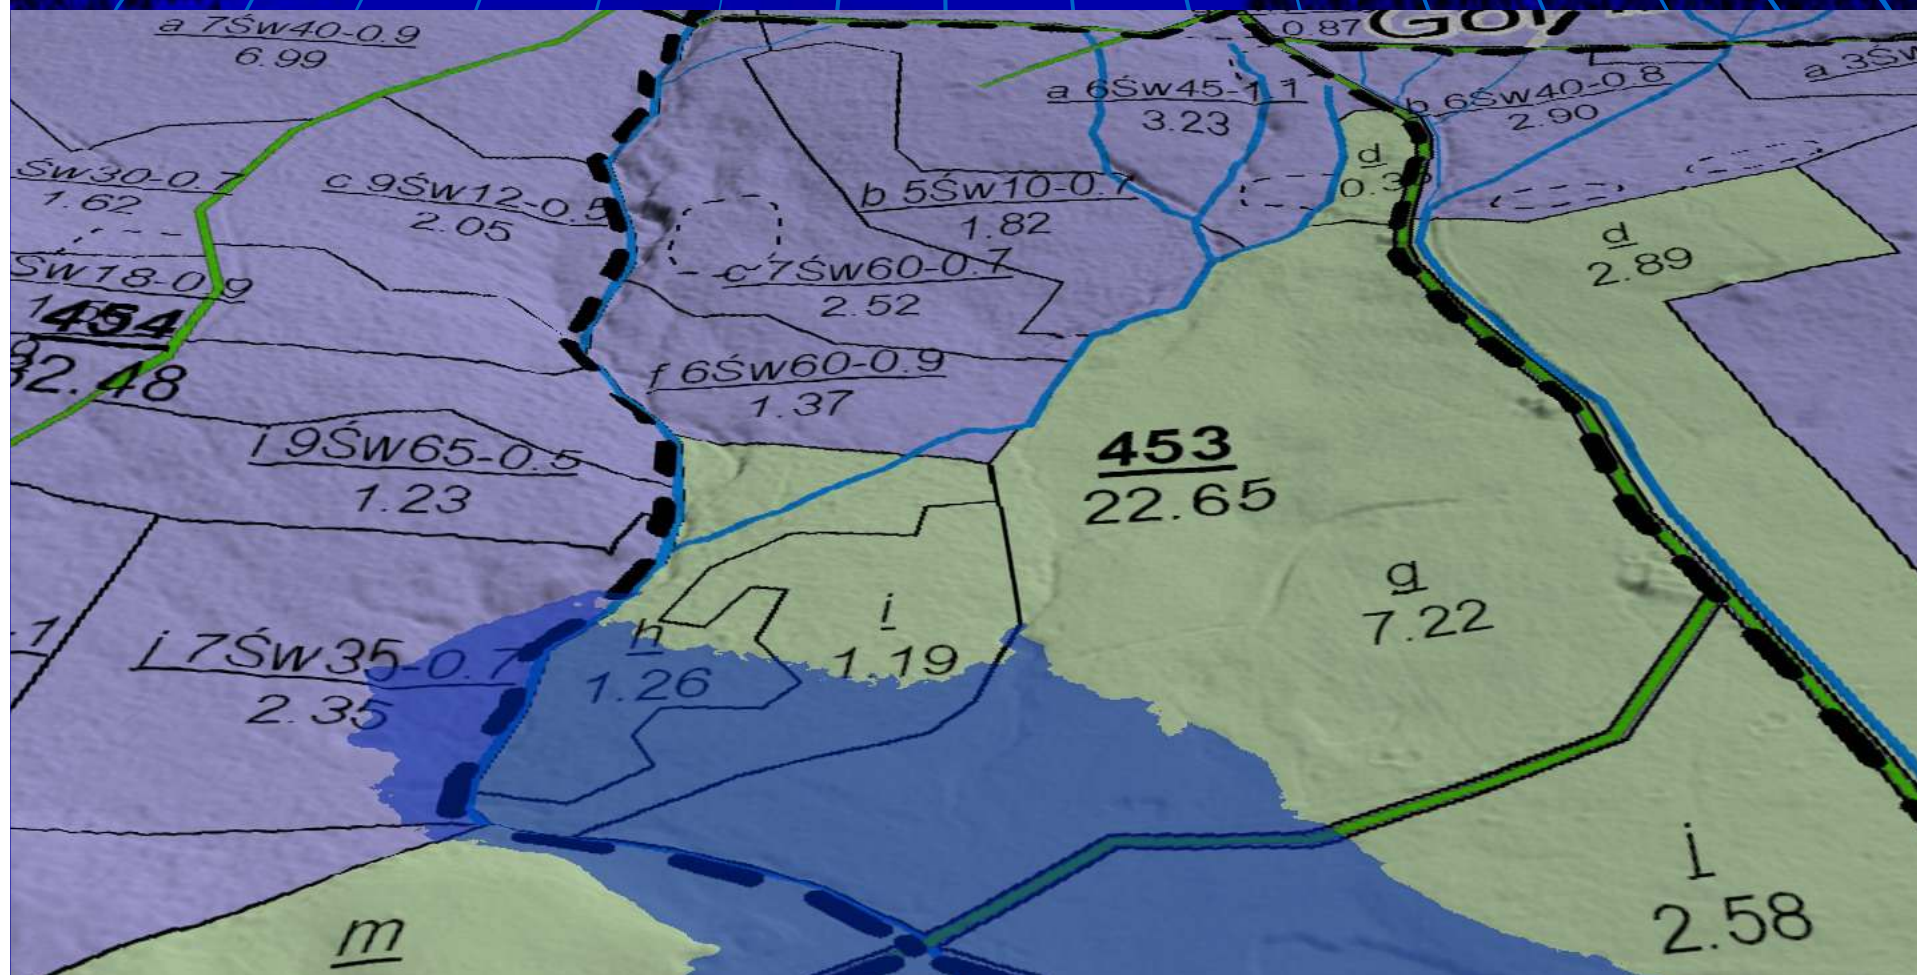 a 7Św40-0.9
6.99
0.87
Goy
a 3Św
a 6Św45-1.1
3.23
b 6Św40-0.8
2.90
Św30-0.7
1.62
c 9Św12-0.5
2.05
b 5Św10-0.7
1.82
d
d
2.89
Św18-0.9
454
32.48
c 7Św60-0.7
2.52
f 6Św60-0.9
1.37
i 9Św65-0.5
1.23
453
22.65
g
7.22
j 7Św35-0.7
2.35
h
1.26
i
1.19
j
2.58
m